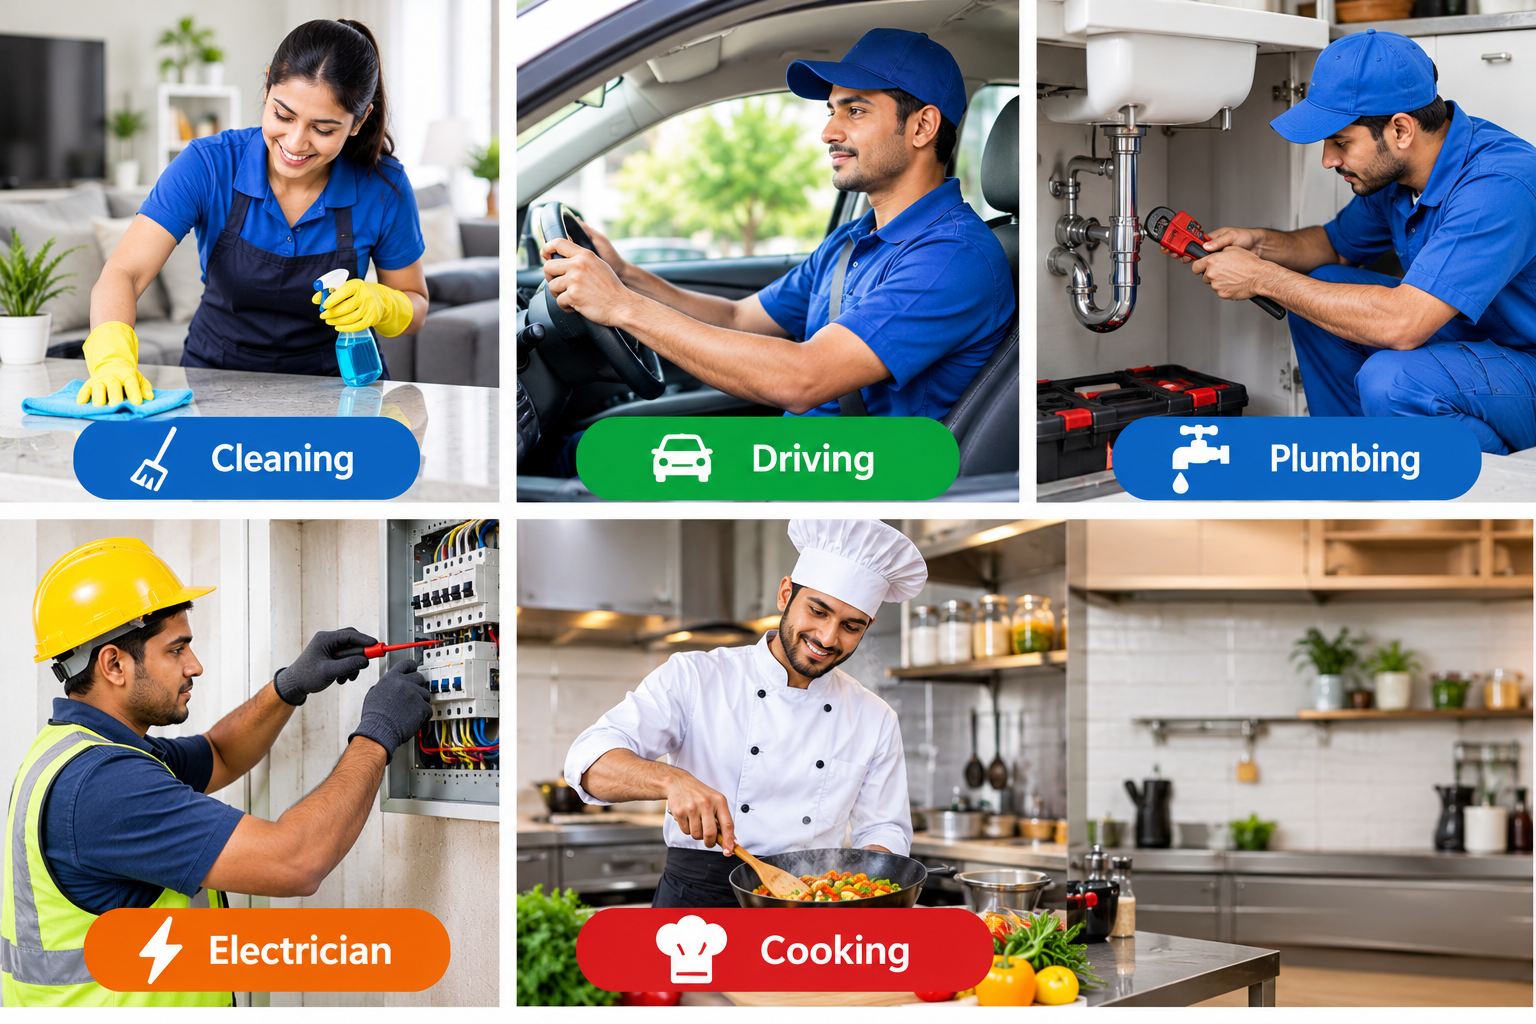 Cleaning
Driving
Plumbing
Electrician
Cooking